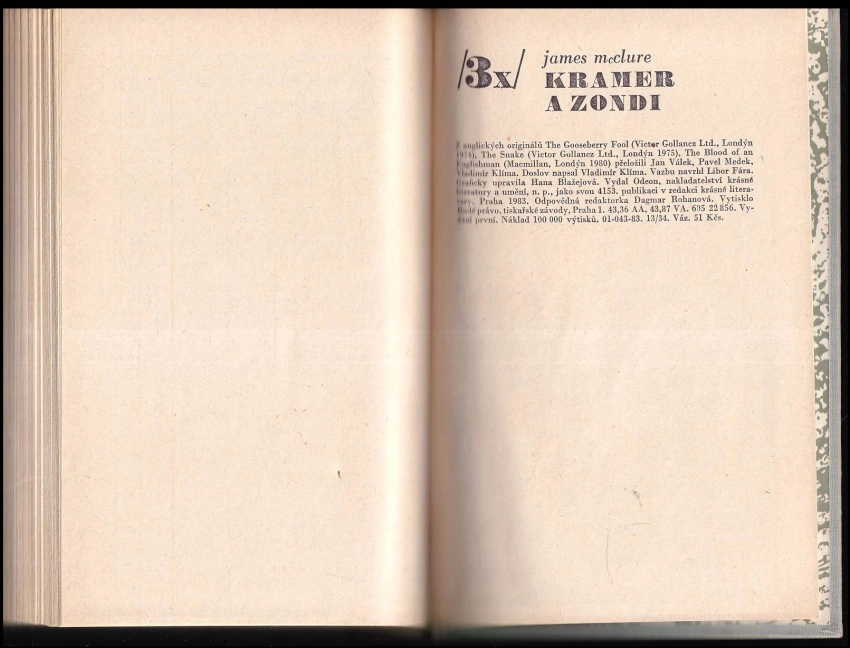 /3x/
james mcclure
KRAMER
A ZONDI
anglických originálů The Gooseberry Fool (Victor Gollancz Ltd., Londýn
1974), The Snake (Victor Gollancz Ltd., Londýn 1975), The Blood of an
Englishman (Macmillan, Londýn 1980) přeložili Jan Válek, Pavel Medek,
Vladimír Klíma. Doslov napsal Vladimír Klíma. Vazbu navrhl Libor Fára.
Graficky upravila Hana Blažejová. Vydal Odeon, nakladatelství krásné
literatury a umění, n. p., jako svou 4153. publikaci v redakci krásné litera-
tury. Praha 1983. Odpovědná redaktorka Dagmar Rohanová. Vytisklo
Rudé právo, tiskařské závody, Praha 1. 43,36 AA, 43,87 VA. 605 22 856. Vy-
dání první. Náklad 100 000 výtisků. 01-043-83. 13/34. Váz. 51 Kčs.